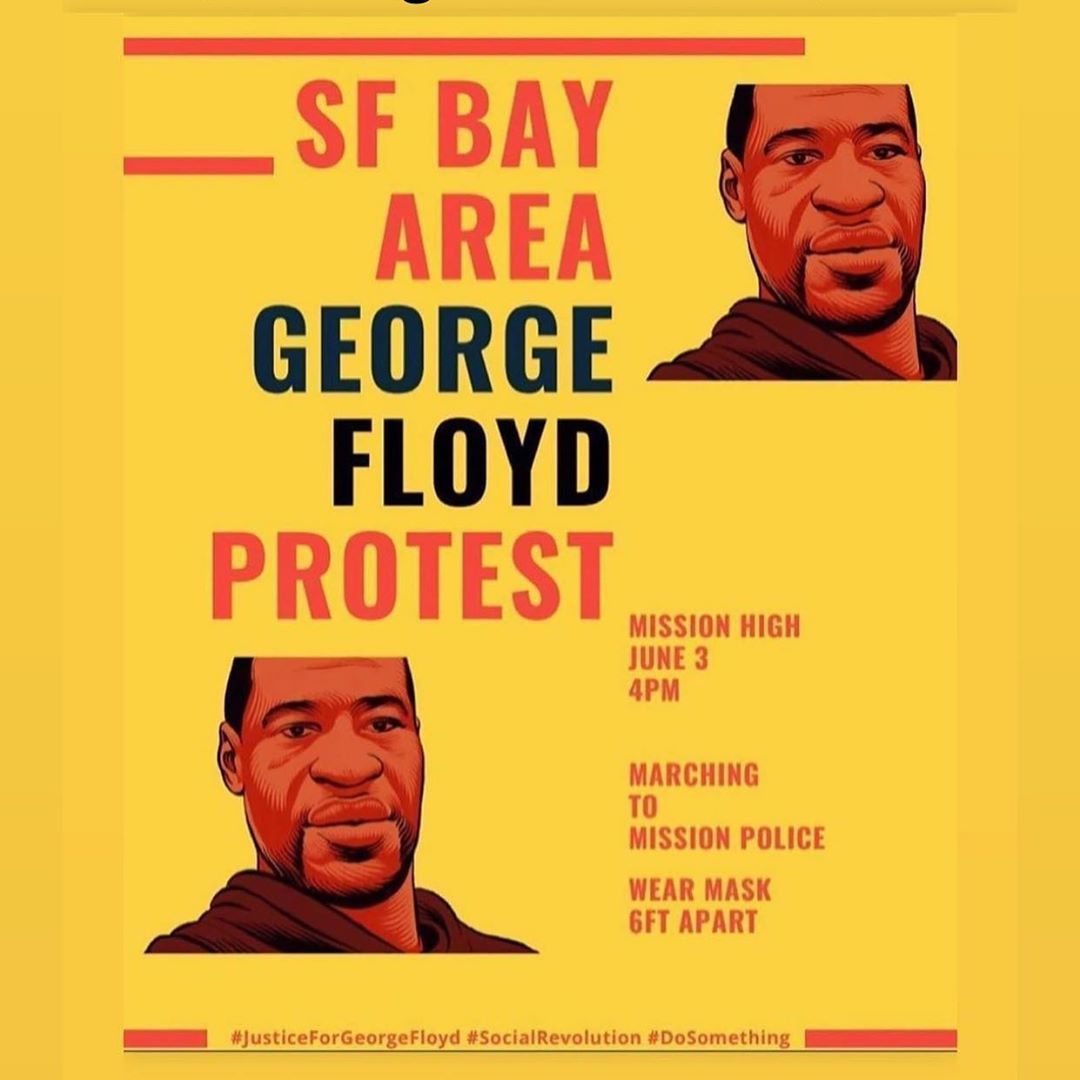 SF BAY
AREA
GEORGE
FLOYD
PROTEST
MISSION HIGH
JUNE 3
4PM
MARCHING
TO
MISSION POLICE
WEAR MASK
6FT APART
#JusticeForGeorgeFloyd #SocialRevolution #DoSomething